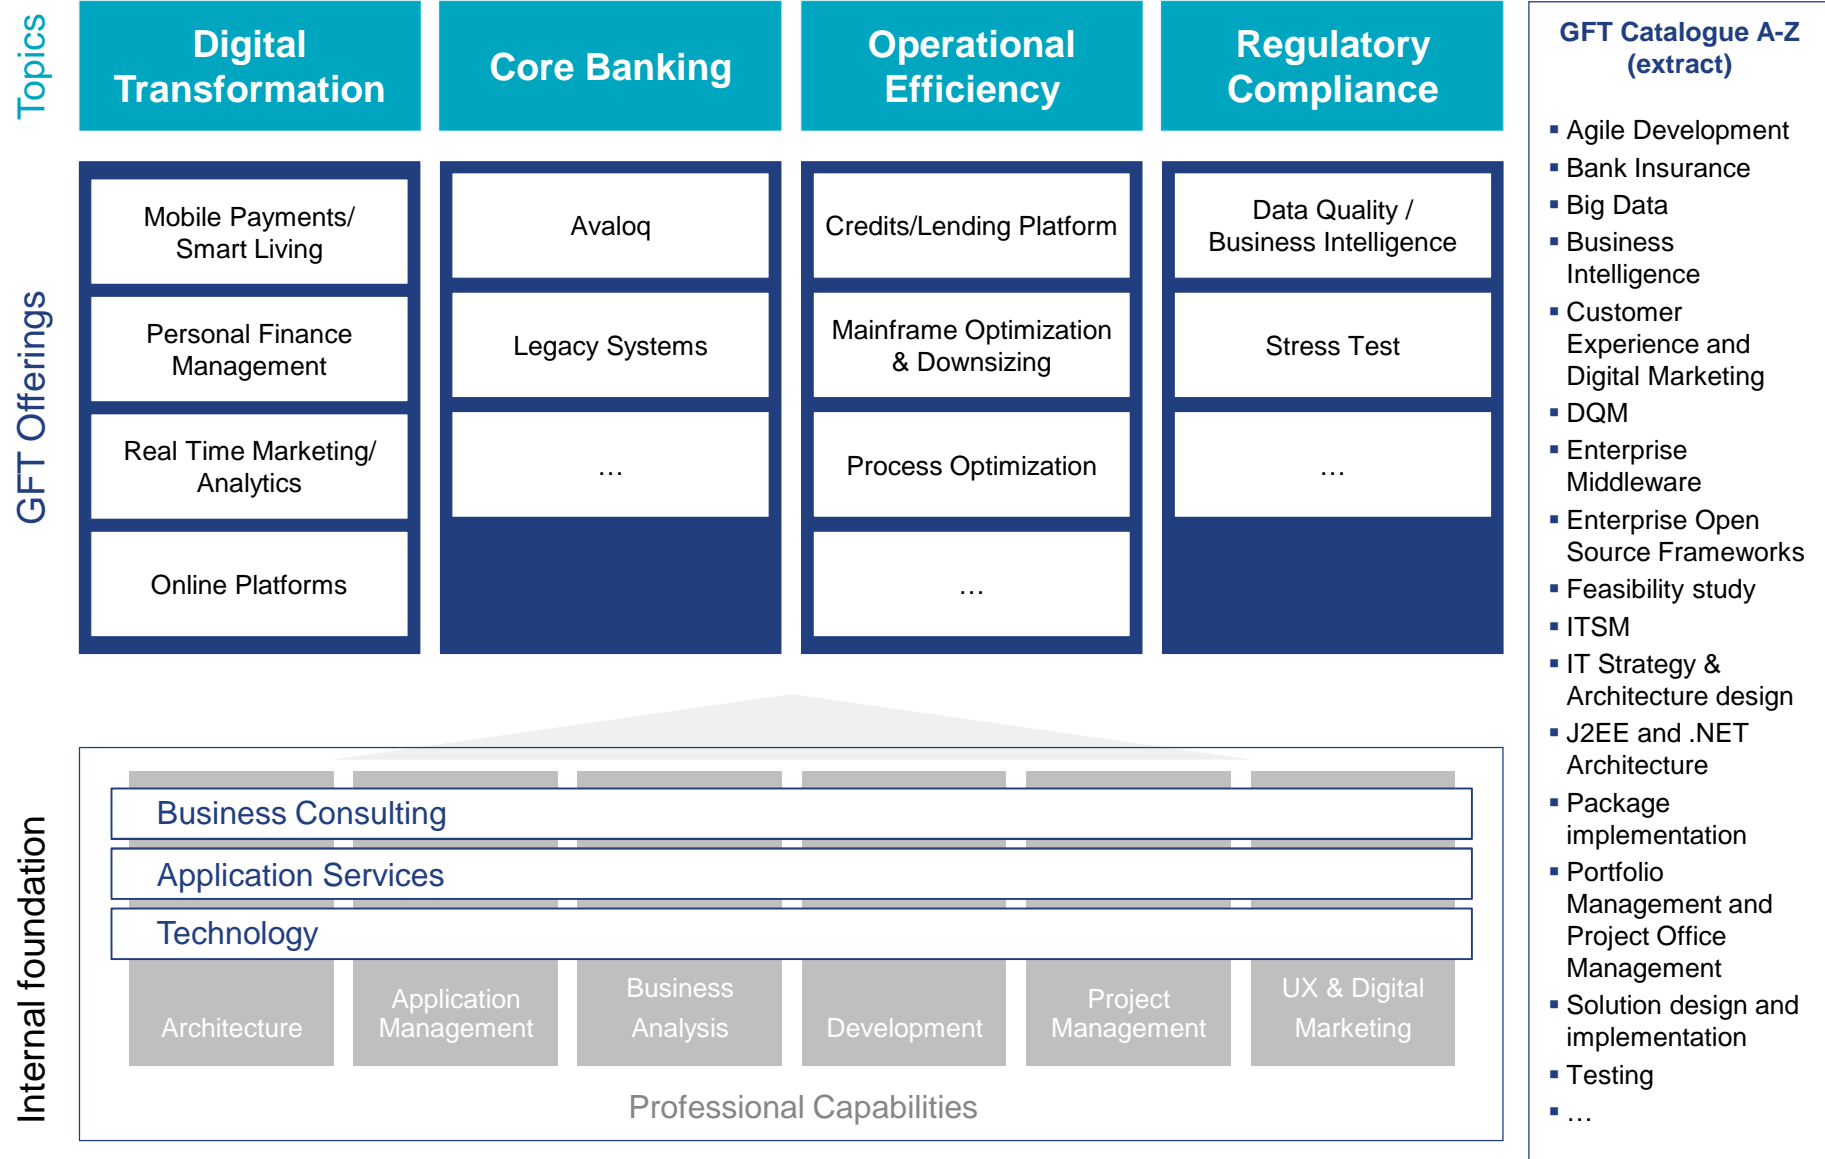 Topics
Digital
Transformation
Core Banking
Operational
Efficiency
Regulatory
Compliance
GFT Offerings
Mobile Payments/
Smart Living
Personal Finance
Management
Real Time Marketing/
Analytics
Online Platforms
Avaloq
Legacy Systems
…
Credits/Lending Platform
Mainframe Optimization
& Downsizing
Process Optimization
…
Data Quality /
Business Intelligence
Stress Test
…
Internal foundation
Business Consulting
Application Services
Technology
Architecture
Application
Management
Business
Analysis
Development
Project
Management
UX & Digital
Marketing
Professional Capabilities
GFT Catalogue A-Z
(extract)
▪ Agile Development
▪ Bank Insurance
▪ Big Data
▪ Business
Intelligence
▪ Customer
Experience and
Digital Marketing
▪ DQM
▪ Enterprise
Middleware
▪ Enterprise Open
Source Frameworks
▪ Feasibility study
▪ ITSM
▪ IT Strategy &
Architecture design
▪ J2EE and .NET
Architecture
▪ Package
implementation
▪ Portfolio
Management and
Project Office
Management
▪ Solution design and
implementation
▪ Testing
▪ …